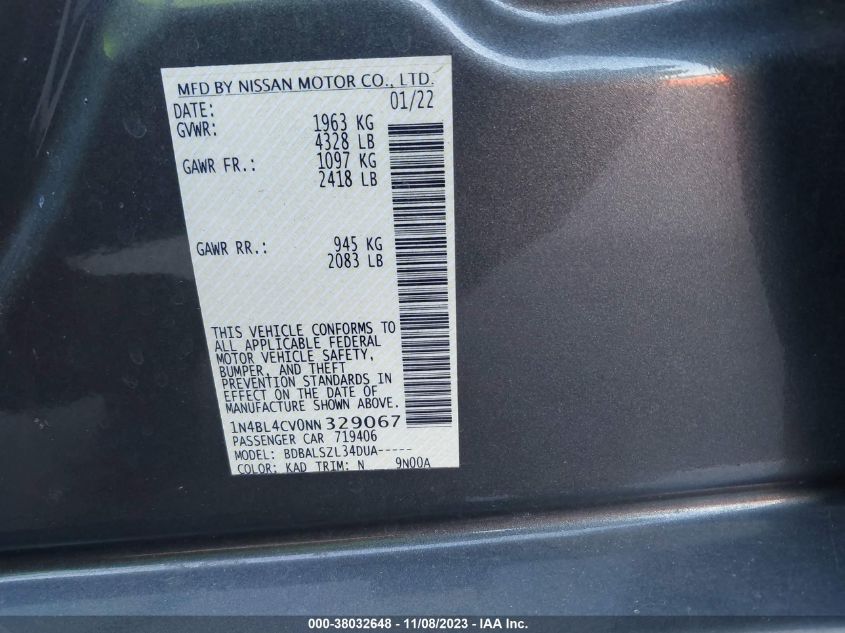 MFD BY NISSAN MOTOR CO., LTD.
DATE: 01/22
GVWR: 1963 KG
4328 LB
GAWR FR.: 1097 KG
2418 LB
GAWR RR.: 945 KG
2083 LB
THIS VEHICLE CONFORMS TO
ALL APPLICABLE FEDERAL
MOTOR VEHICLE SAFETY,
BUMPER, AND THEFT
PREVENTION STANDARDS IN
EFFECT ON THE DATE OF
MANUFACTURE SHOWN ABOVE.
1N4BL4CV0NN329067
PASSENGER CAR 719406
MODEL: BDBALSZL34DUA-----
COLOR: KAD TRIM: N 9N00A
000-38032648 - 11/08/2023 - IAA Inc.